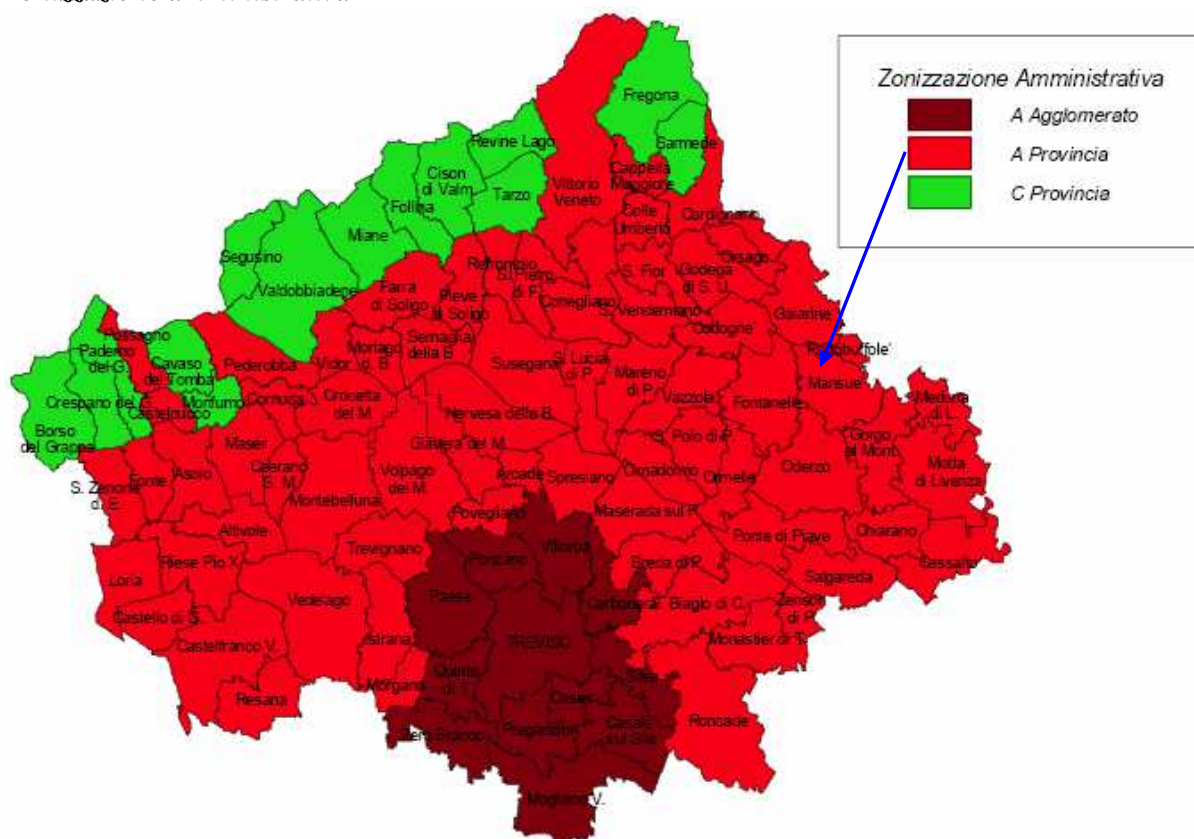 Zonizzazione Amministrativa
A Agglomerato
A Provincia
C Provincia
Fregona
Sarmede
Revine Lago
Cison
di Valm.
Tarzo
Vittorio
Veneto
Cappella
Maggiore
Follina
Colle
Umberto
Cordignano
Miane
Segusino
Orsago
Refrontolo
S. Pietro
di F.
S. Fior
Godega
di S. U.
Valdobbiadene
Farra
di Soligo
Pieve
di Soligo
Conegliano
S. Vendemiano
Codogne'
Gaiarine
Possagno
Paderno
del G.
Cavaso
del Tomba
Pederobba
Vidor
Moriago
d. B.
Sernaglia
della B.
Susegana
S. Lucia
di P.
Mareno
di P.
Vazzola
Fontanelle
Mansue'
Meduna
di L.
Crespano del G.
Castelcucco
Monfumo
Cornuda
Crocetta
del M.
Nervesa della B.
Borso
del Grappa
Maser
Giavera del M.
S. Polo di P.
Gorgo
al Mont.
Motta
di Livenza
S. Zenone
d. E.
Fonte
Asolo
Caerano
S. M.
Montebelluna
Volpago
del M.
Arcade
Spresiano
Cimadolmo
Ormelle
Oderzo
Povegliano
Maserada sul P.
Altivole
Trevignano
Ponte di Piave
Chiarano
Cessalto
Loria
Riese Pio X
Vedelago
Ponzano
Villorba
Breda di P.
Salgareda
Paese
Carbonera
Biagio di C.
Zenson
di P.
Castello di G.
Castelfranco V.
Istrana
TREVISO
Monastier di T.
Resana
Morgano
Quinto
di T.
Silea
Casier
Roncade
Zero Branco
Preganziol
Casale
sul Sile
Mogliano V.